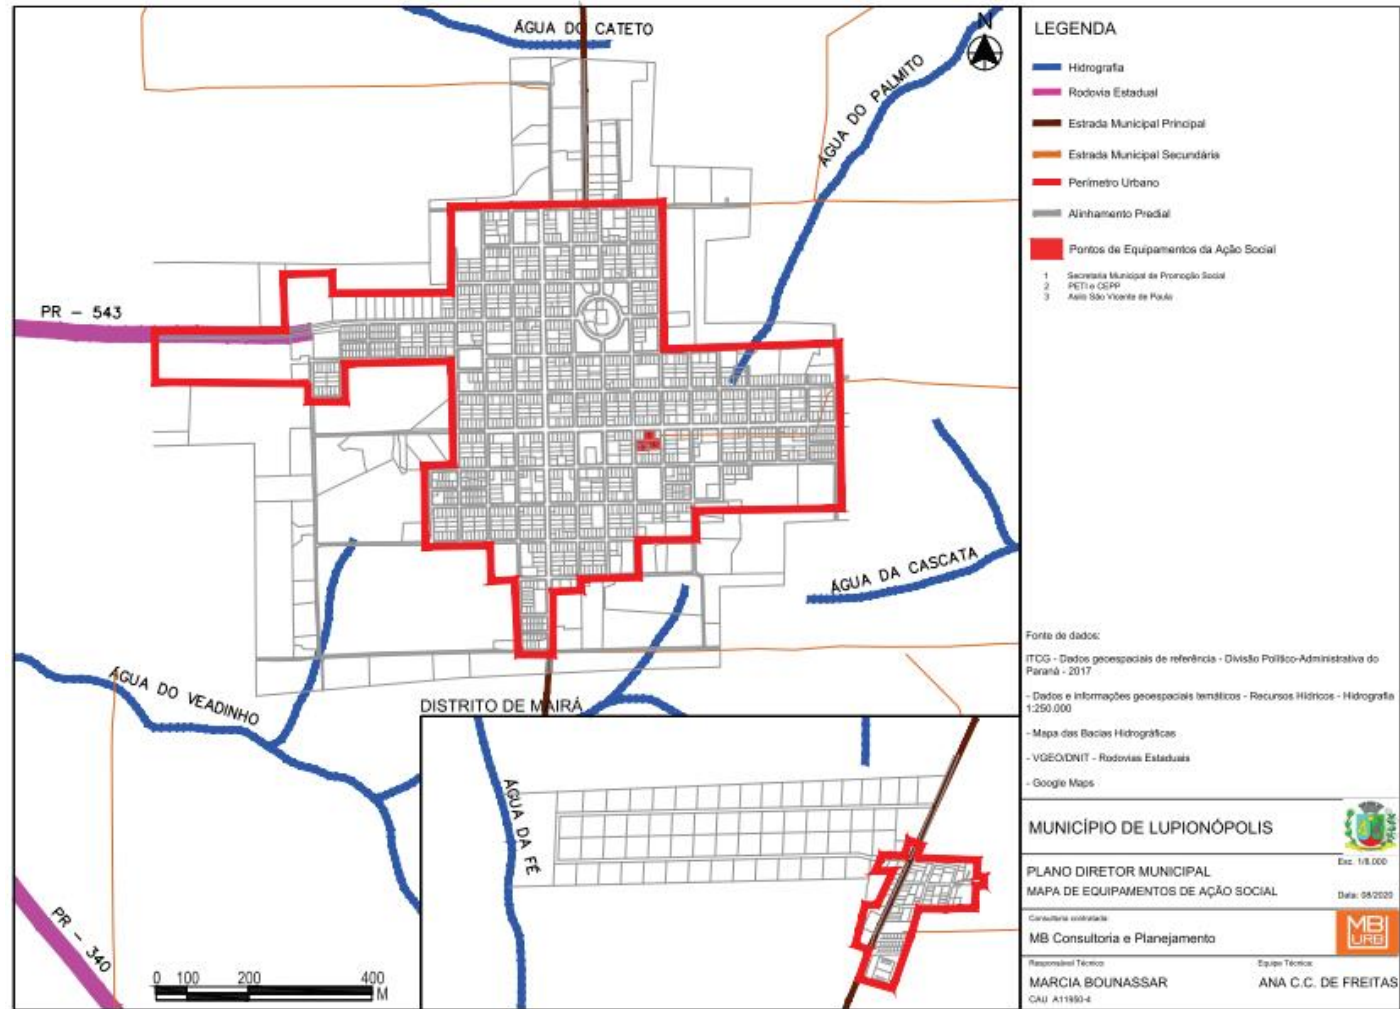 ÁGUA DO CATETO
N
ÁGUA DO PALMITO
PR - 543
ÁGUA DA CASCATA
ÁGUA DO VEADINHO
DISTRITO DE MAIRÁ
ÁGUA DA FÉ
PR - 340
0 100 200 400
M
LEGENDA
Hidrografia
Rodovia Estadual
Estrada Municipal Principal
Estrada Municipal Secundária
Perímetro Urbano
Alinhamento Predial
Pontos de Equipamentos da Ação Social
1 Secretaria Municipal de Promoção Social
2 PETI e CEPP
3 Asilo São Vicente de Paula
Fonte de dados:
ITCG - Dados geoespaciais de referência - Divisão Político-Administrativa do
Paraná - 2017
- Dados e informações geoespaciais temáticos - Recursos Hídricos - Hidrografia
1:250.000
- Mapa das Bacias Hidrográficas
- VGEO/DNIT - Rodovias Estaduais
- Google Maps
MUNICÍPIO DE LUPIONÓPOLIS
Esc. 1/8.000
PLANO DIRETOR MUNICIPAL
MAPA DE EQUIPAMENTOS DE AÇÃO SOCIAL
Data: 08/2020
Consultoria contratada:
MB Consultoria e Planejamento
MB
URB
Responsável Técnico:
MARCIA BOUNASSAR
CAU A11950-4
Equipe Técnica:
ANA C.C. DE FREITAS